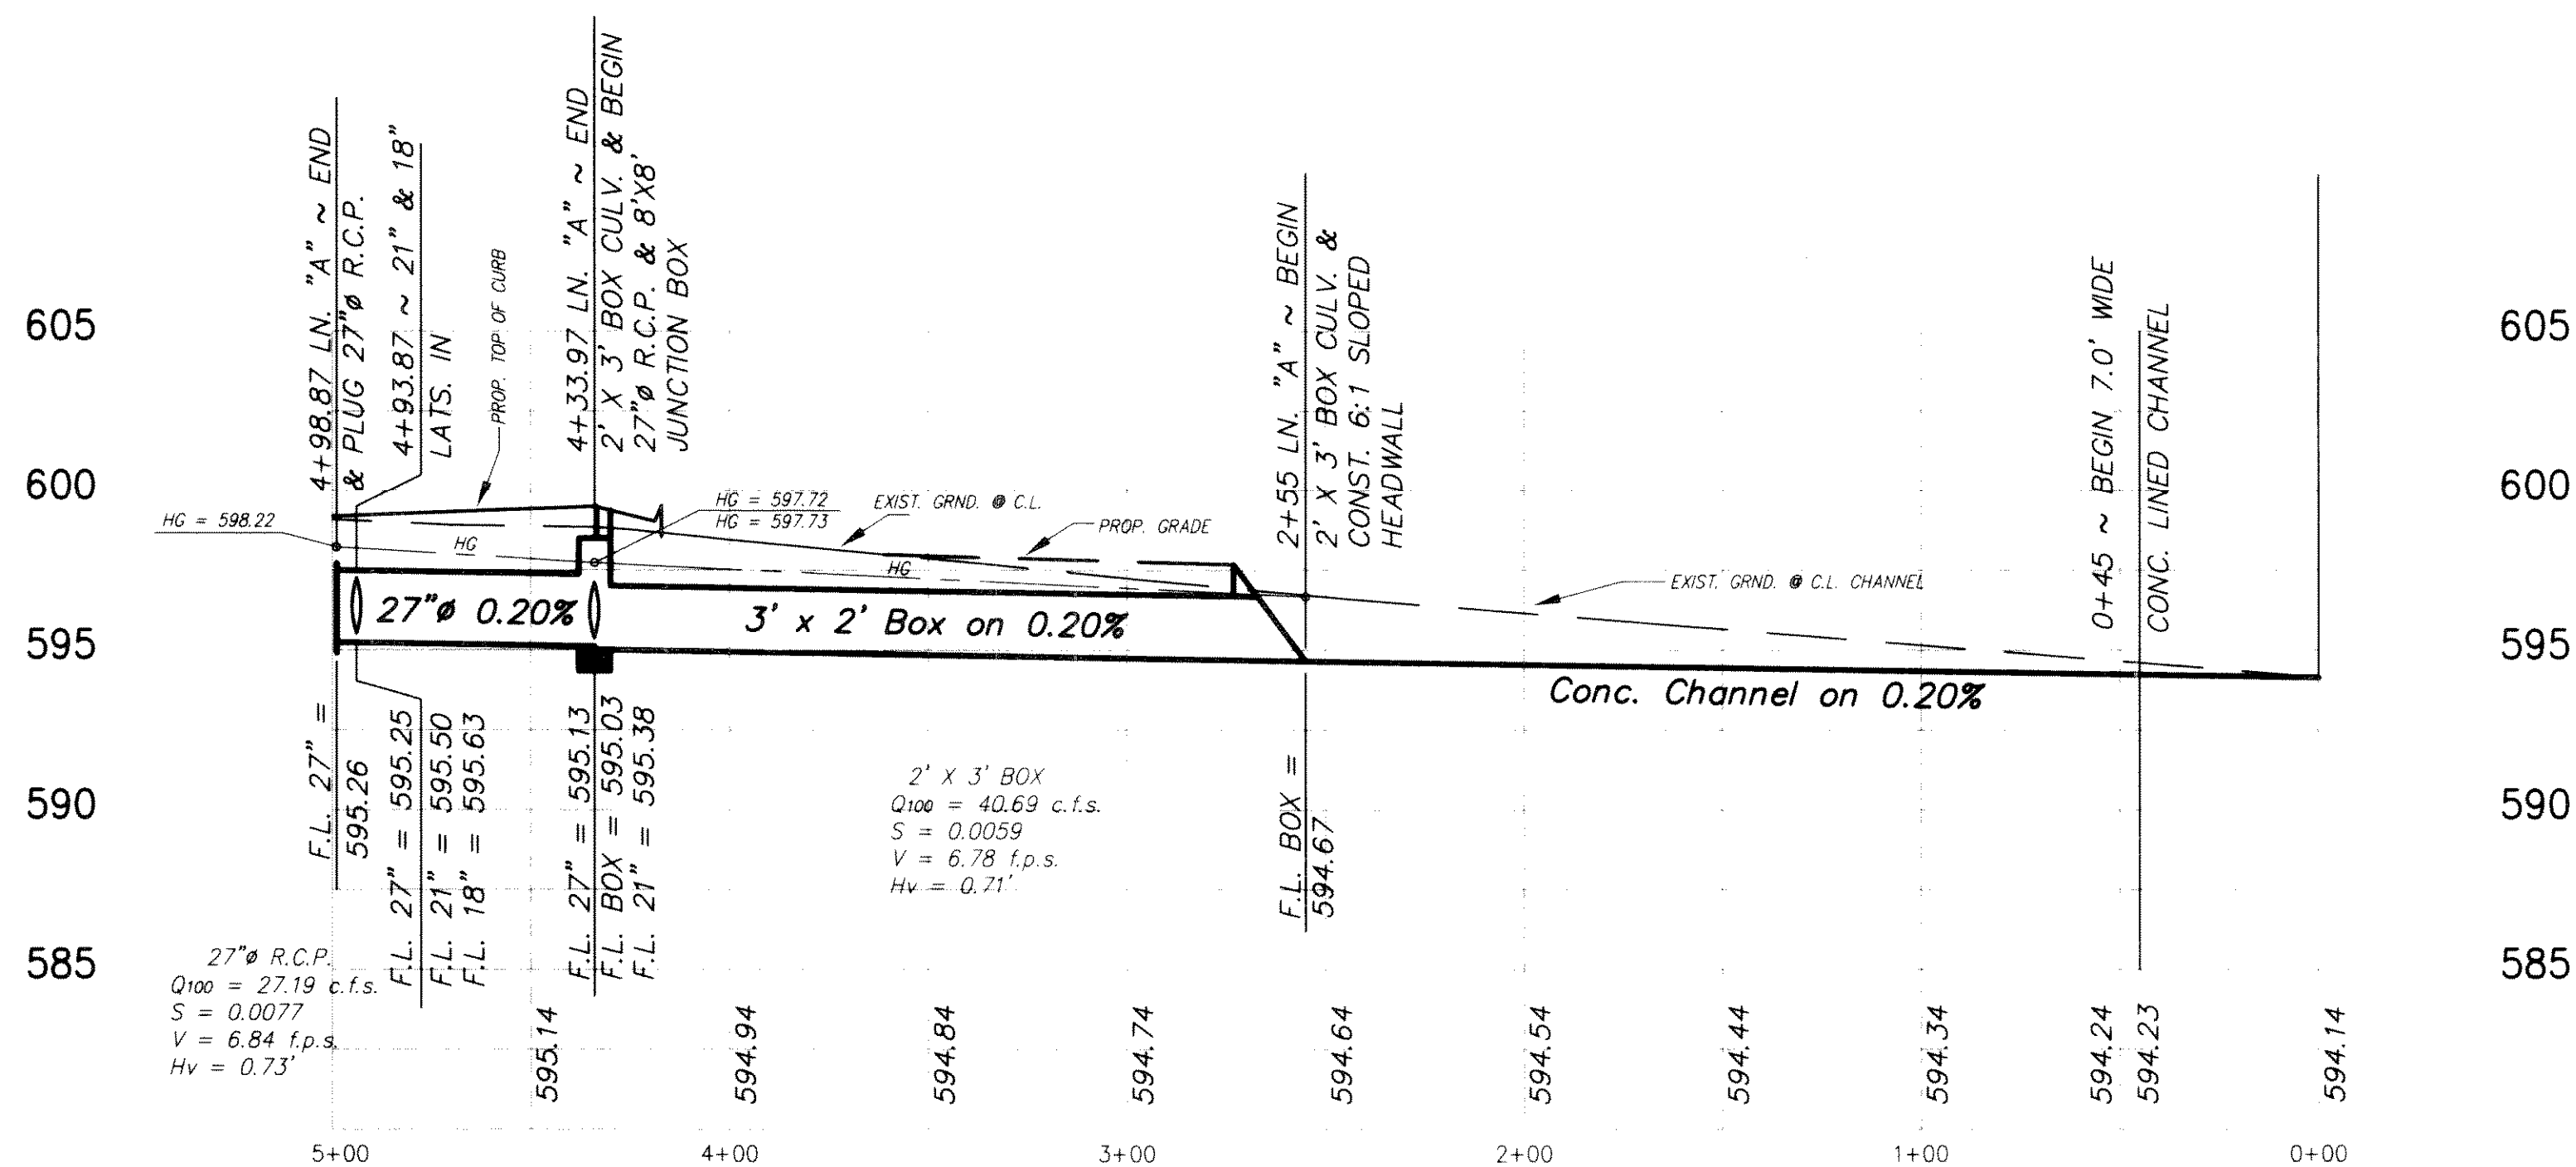 4+98.87 LN. "A" ~ END
& PLUG 27"ø R.C.P.
4+93.87 ~ 21" & 18"
LATS. IN
PROP. TOP OF CURB
4+33.97 LN. "A" ~ END
2' X 3' BOX CULV. & BEGIN
27"ø R.C.P. & 8'X8'
JUNCTION BOX
2+55 LN. "A" ~ BEGIN
2' X 3' BOX CULV. &
CONST. 6:1 SLOPED
HEADWALL
0+45 ~ BEGIN 7.0' WIDE
CONC. LINED CHANNEL
605
605
600
600
HG = 598.22
HG = 597.72
HG = 597.73
EXIST. GRND. @ C.L.
PROP. GRADE
HG
HG
EXIST. GRND. @ C.L. CHANNEL
27"ø 0.20%
3' x 2' Box on 0.20%
595
595
Conc. Channel on 0.20%
F.L. 27" =
595.26
F.L. 27" = 595.25
F.L. 21" = 595.50
F.L. 18" = 595.63
F.L. 27" = 595.13
F.L. BOX = 595.03
F.L. 21" = 595.38
2' X 3' BOX
Q100 = 40.69 c.f.s.
S = 0.0059
V = 6.78 f.p.s.
Hv = 0.71'
F.L. BOX =
594.67
590
590
585
585
27"ø R.C.P.
Q100 = 27.19 c.f.s.
S = 0.0077
V = 6.84 f.p.s.
Hv = 0.73'
595.14
594.94
594.84
594.74
594.64
594.54
594.44
594.34
594.24
594.23
594.14
5+00
4+00
3+00
2+00
1+00
0+00